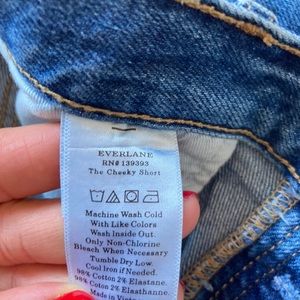 EVERLANE
RN# 139393
The Cheeky Short
Machine Wash Cold
With Like Colors
Wash Inside Out.
Only Non-Chlorine
Bleach When Necessary
Tumble Dry Low.
Cool Iron if Needed.
98% Cotton 2% Elastane.
98% Cotton 2% Elasthanne.
Made in